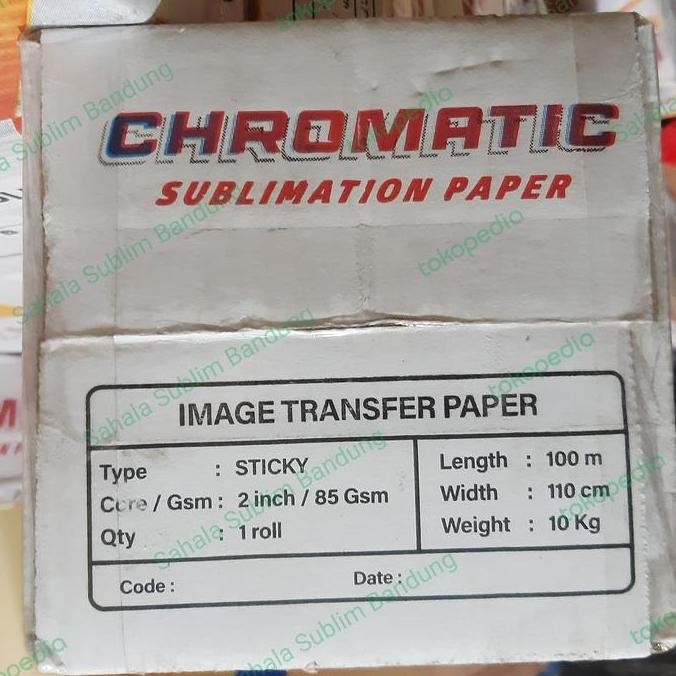 CHROMATIC
SUBLIMATION PAPER
IMAGE TRANSFER PAPER
Type : STICKY
Core / Gsm : 2 inch / 85 Gsm
Qty : 1 roll
Length : 100 m
Width : 110 cm
Weight : 10 Kg
Code :
Date :
Sahala Sublim Bandung
tokopedia